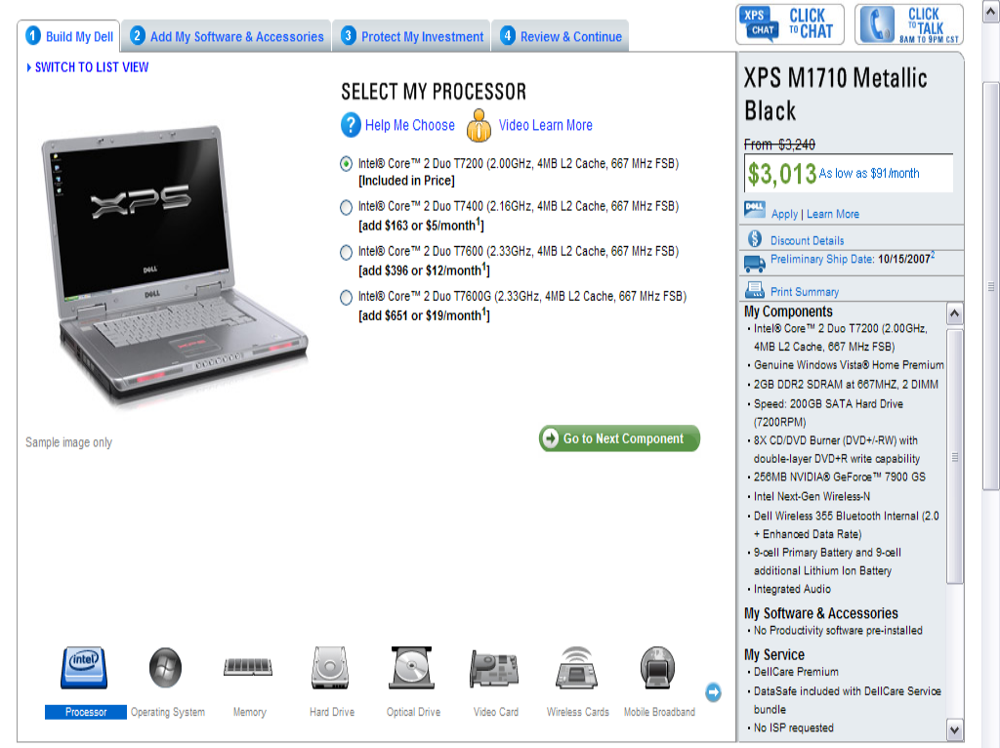 1 Build My Dell
2 Add My Software & Accessories
3 Protect My Investment
4 Review & Continue
XPS CHAT CLICK TO CHAT
CLICK TO TALK 8AM TO 9PM CST
SWITCH TO LIST VIEW
SELECT MY PROCESSOR
? Help Me Choose
Video Learn More
Intel® Core™ 2 Duo T7200 (2.00GHz, 4MB L2 Cache, 667 MHz FSB)
[Included in Price]
Intel® Core™ 2 Duo T7400 (2.16GHz, 4MB L2 Cache, 667 MHz FSB)
[add $163 or $5/month1]
Intel® Core™ 2 Duo T7600 (2.33GHz, 4MB L2 Cache, 667 MHz FSB)
[add $396 or $12/month1]
Intel® Core™ 2 Duo T7600G (2.33GHz, 4MB L2 Cache, 667 MHz FSB)
[add $651 or $19/month1]
XPS
DELL
DELL
Sample image only
Go to Next Component
intel
Processor
Operating System
Memory
Hard Drive
Optical Drive
Video Card
Wireless Cards
Mobile Broadband
XPS M1710 Metallic
Black
From $3,240
$3,013 As low as $91/month
DELL Apply | Learn More
$ Discount Details
Preliminary Ship Date: 10/15/20072
Print Summary
My Components
• Intel® Core™ 2 Duo T7200 (2.00GHz,
4MB L2 Cache, 667 MHz FSB)
• Genuine Windows Vista® Home Premium
• 2GB DDR2 SDRAM at 667MHZ, 2 DIMM
• Speed: 200GB SATA Hard Drive
(7200RPM)
• 8X CD/DVD Burner (DVD+/-RW) with
double-layer DVD+R write capability
• 256MB NVIDIA® GeForce™ 7900 GS
• Intel Next-Gen Wireless-N
• Dell Wireless 355 Bluetooth Internal (2.0
+ Enhanced Data Rate)
• 9-cell Primary Battery and 9-cell
additional Lithium Ion Battery
• Integrated Audio
My Software & Accessories
• No Productivity software pre-installed
My Service
• DellCare Premium
• DataSafe included with DellCare Service
bundle
• No ISP requested